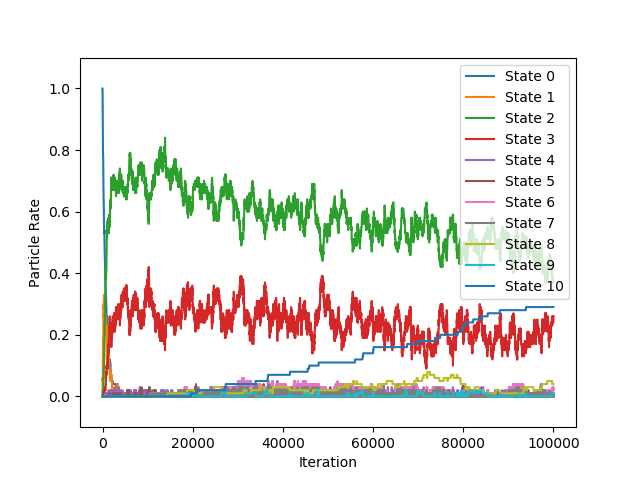 1.0
0.8
0.6
0.4
0.2
0.0
Particle Rate
0
20000
40000
60000
80000
100000
Iteration
State 0
State 1
State 2
State 3
State 4
State 5
State 6
State 7
State 8
State 9
State 10